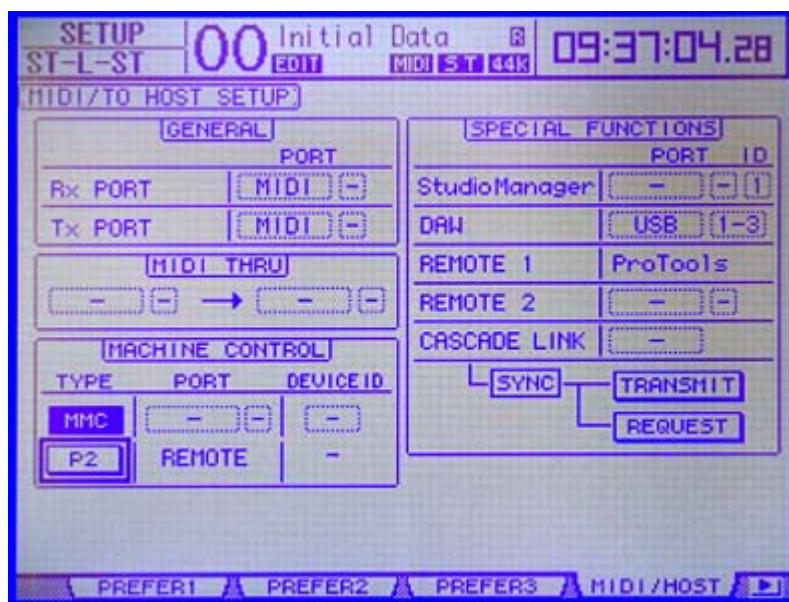 SETUP
ST-L-ST
00 Initial Data R
EDIT MIDI ST 44K
09:37:04.28
MIDI/TO HOST SETUP
GENERAL
PORT
Rx PORT MIDI -
Tx PORT MIDI -
MIDI THRU
- - → - -
MACHINE CONTROL
TYPE PORT DEVICE ID
MMC - - -
P2 REMOTE -
SPECIAL FUNCTIONS
PORT ID
StudioManager - - 1
DAW USB 1-3
REMOTE 1 ProTools
REMOTE 2 - -
CASCADE LINK -
SYNC TRANSMIT
REQUEST
PREFER1 PREFER2 PREFER3 MIDI/HOST